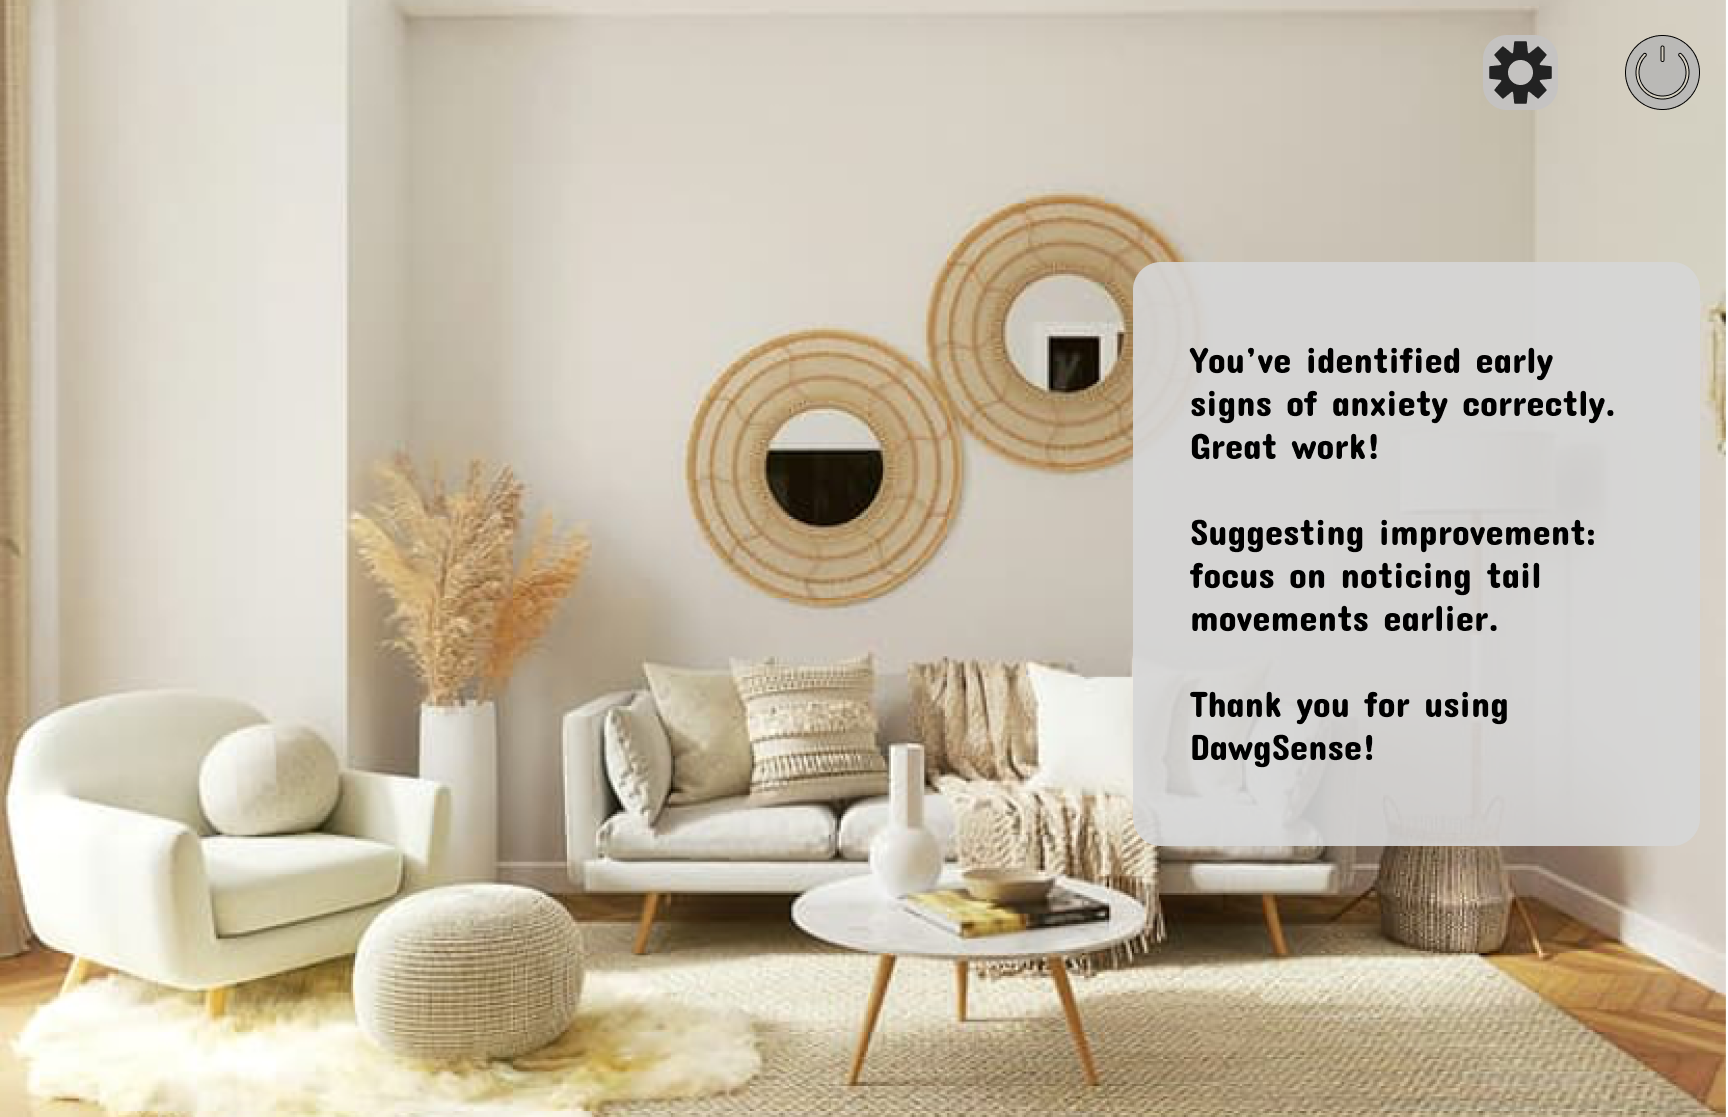 You’ve identified early
signs of anxiety correctly.
Great work!
Suggesting improvement:
focus on noticing tail
movements earlier.
Thank you for using
DawgSense!